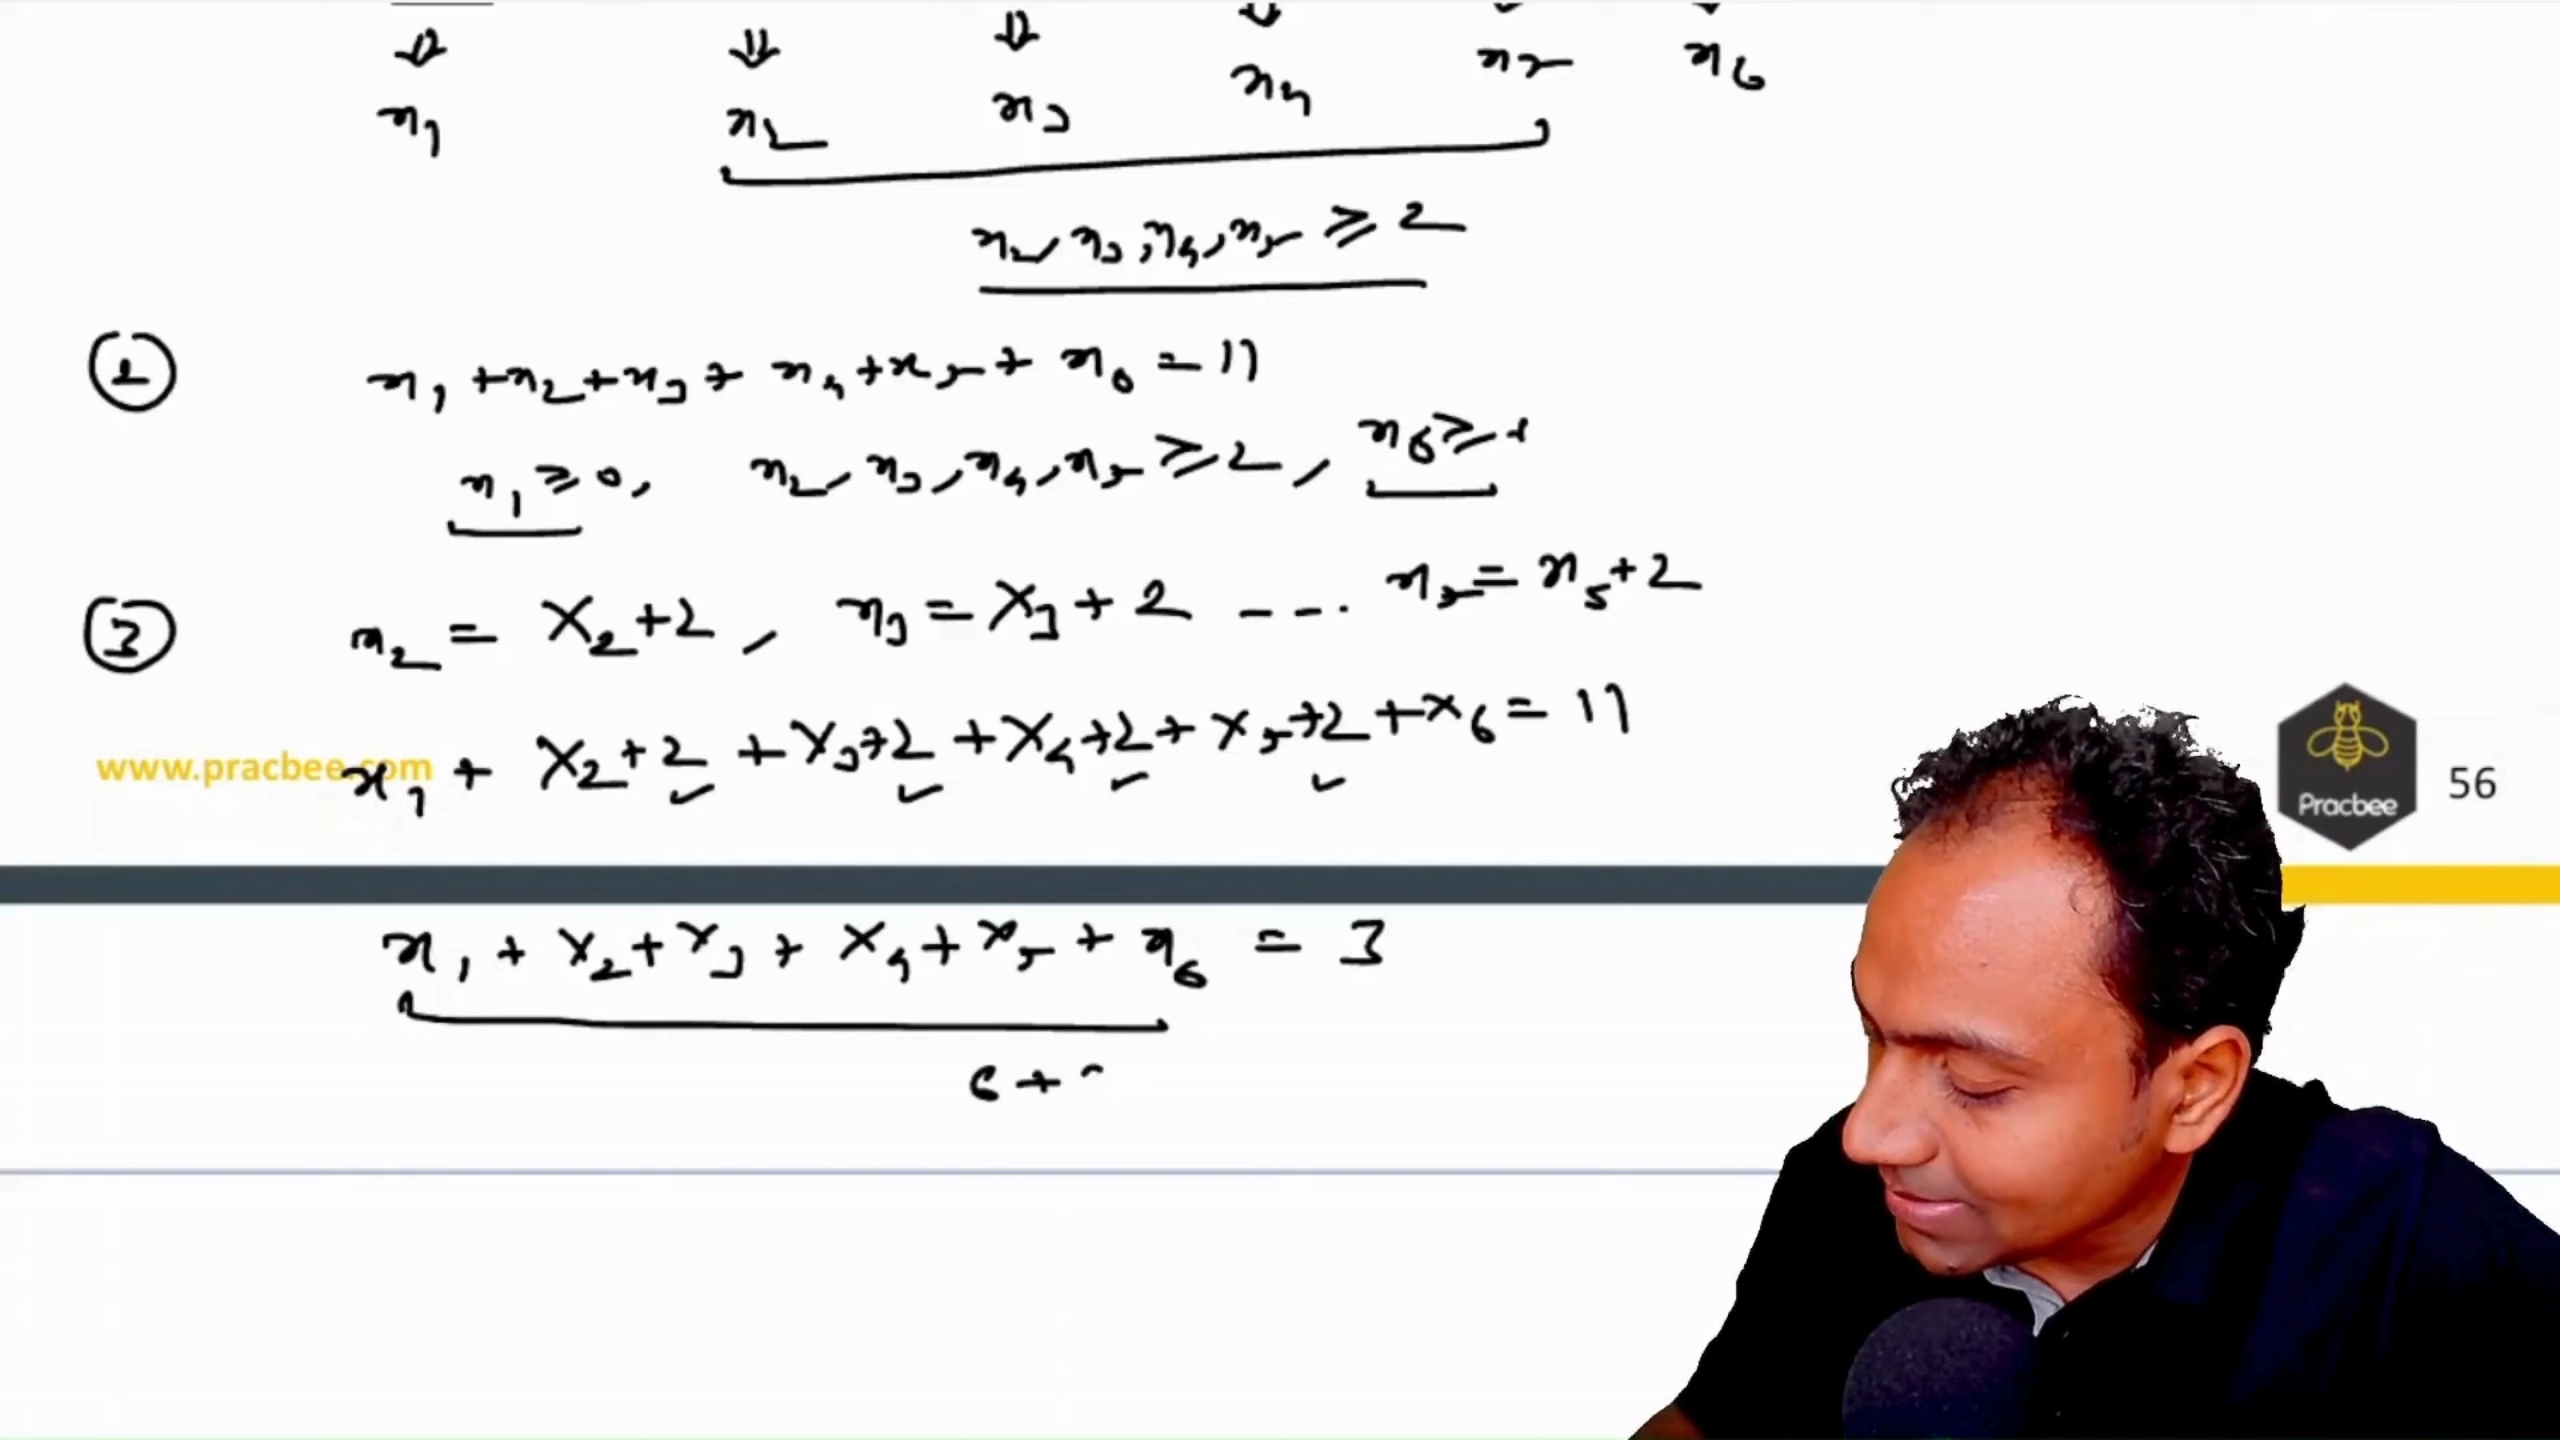 x₁ x₂ x₃ x₄ x₅ x₆
x₂, x₃, x₄, x₅ ≥ 2
② x₁ + x₂ + x₃ + x₄ + x₅ + x₆ = 11
x₁ ≥ 0, x₂, x₃, x₄, x₅ ≥ 2, x₆ ≥
③ x₂ = X₂ + 2, x₃ = X₃ + 2 ---- x₅ = x₅ + 2
www.pracbee.com
x₁ + X₂ + 2 + X₃ + 2 + X₄ + 2 + X₅ + 2 + x₆ = 11
Pracbee 56
x₁ + X₂ + X₃ + X₄ + X₅ + x₆ = 3
6 +